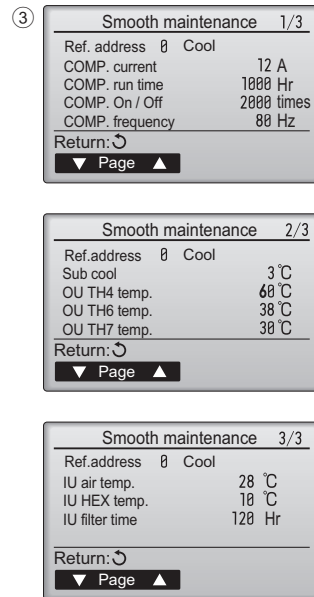 ③
Smooth maintenance 1/3
Ref. address 0 Cool
COMP. current 12 A
COMP. run time 1000 Hr
COMP. On / Off 2000 times
COMP. frequency 80 Hz
Return:↺
▼ Page ▲
Smooth maintenance 2/3
Ref.address 0 Cool
Sub cool 3℃
OU TH4 temp. 60℃
OU TH6 temp. 38℃
OU TH7 temp. 30℃
Return:↺
▼ Page ▲
Smooth maintenance 3/3
Ref.address 0 Cool
IU air temp. 28 ℃
IU HEX temp. 10 ℃
IU filter time 120 Hr
Return:↺
▼ Page ▲